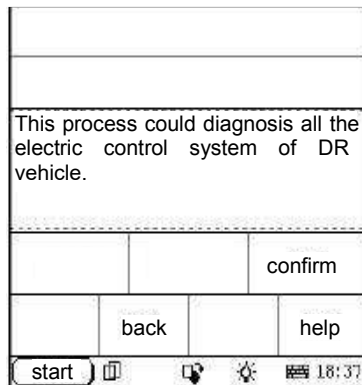 This process could diagnosis all the
electric control system of DR
vehicle.
confirm
back help
start 18:37